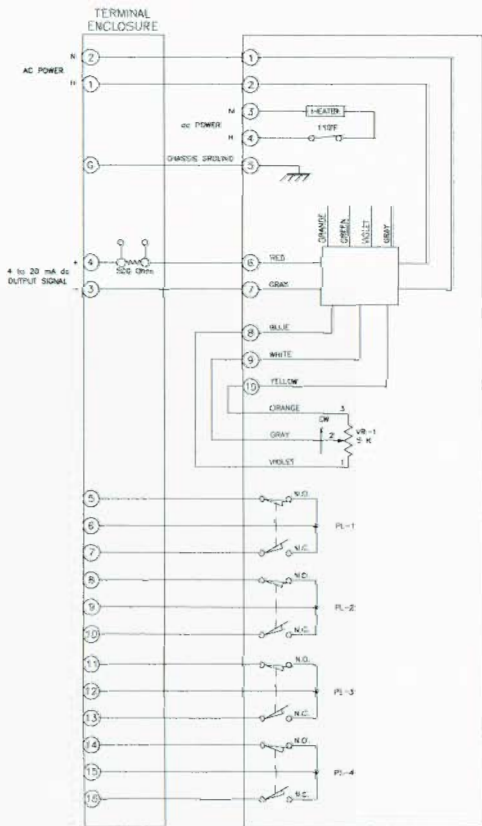 TERMINAL
ENCLOSURE
N 2 1
AC POWER
H 1 2
N 3 HEATER
ac POWER 110°F
H 4
G CHASSIS GROUND 5
ORANGE
GREEN
VIOLET
GRAY
+ 4 6 RED
4 to 20 mA dc
OUTPUT SIGNAL
- 3 7 GRAY
8 BLUE
9 WHITE
10 YELLOW
ORANGE 3
CW
GRAY 2 VR-1
5 K
VIOLET 1
5 N.O.
6 PL-1
7 N.C.
8 N.O.
9 PL-2
10 N.C.
11 N.O.
12 PL-3
13 N.C.
14 N.O.
15 PL-4
16 N.C.